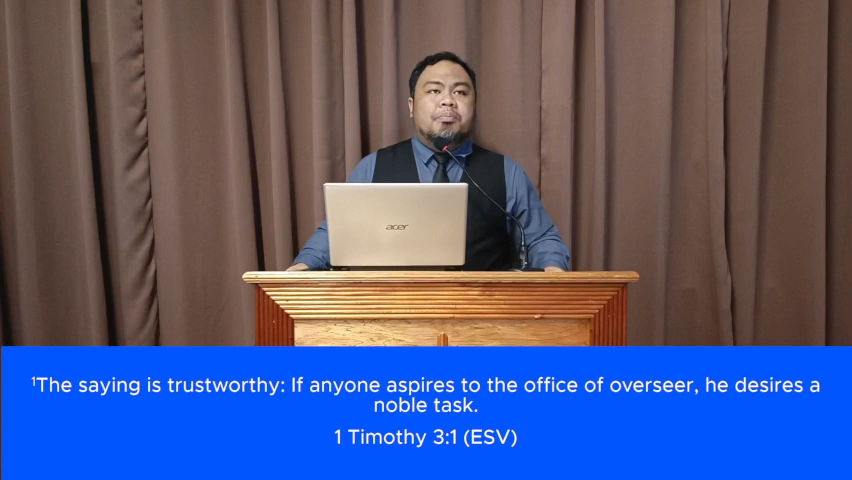 acer
¹The saying is trustworthy: If anyone aspires to the office of overseer, he desires a
noble task.
1 Timothy 3:1 (ESV)